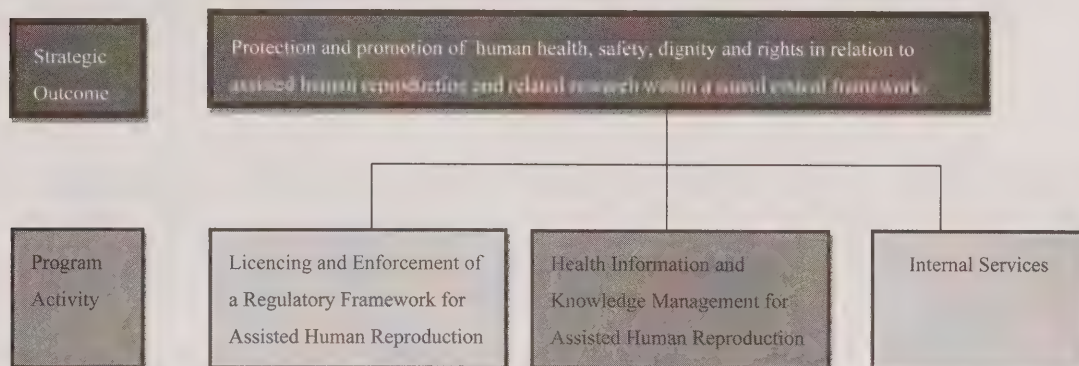 Strategic
Outcome
Protection and promotion of human health, safety, dignity and rights in relation to
assisted human reproduction and related research within a sound ethical framework.
Program
Activity
Licencing and Enforcement of
a Regulatory Framework for
Assisted Human Reproduction
Health Information and
Knowledge Management for
Assisted Human Reproduction
Internal Services